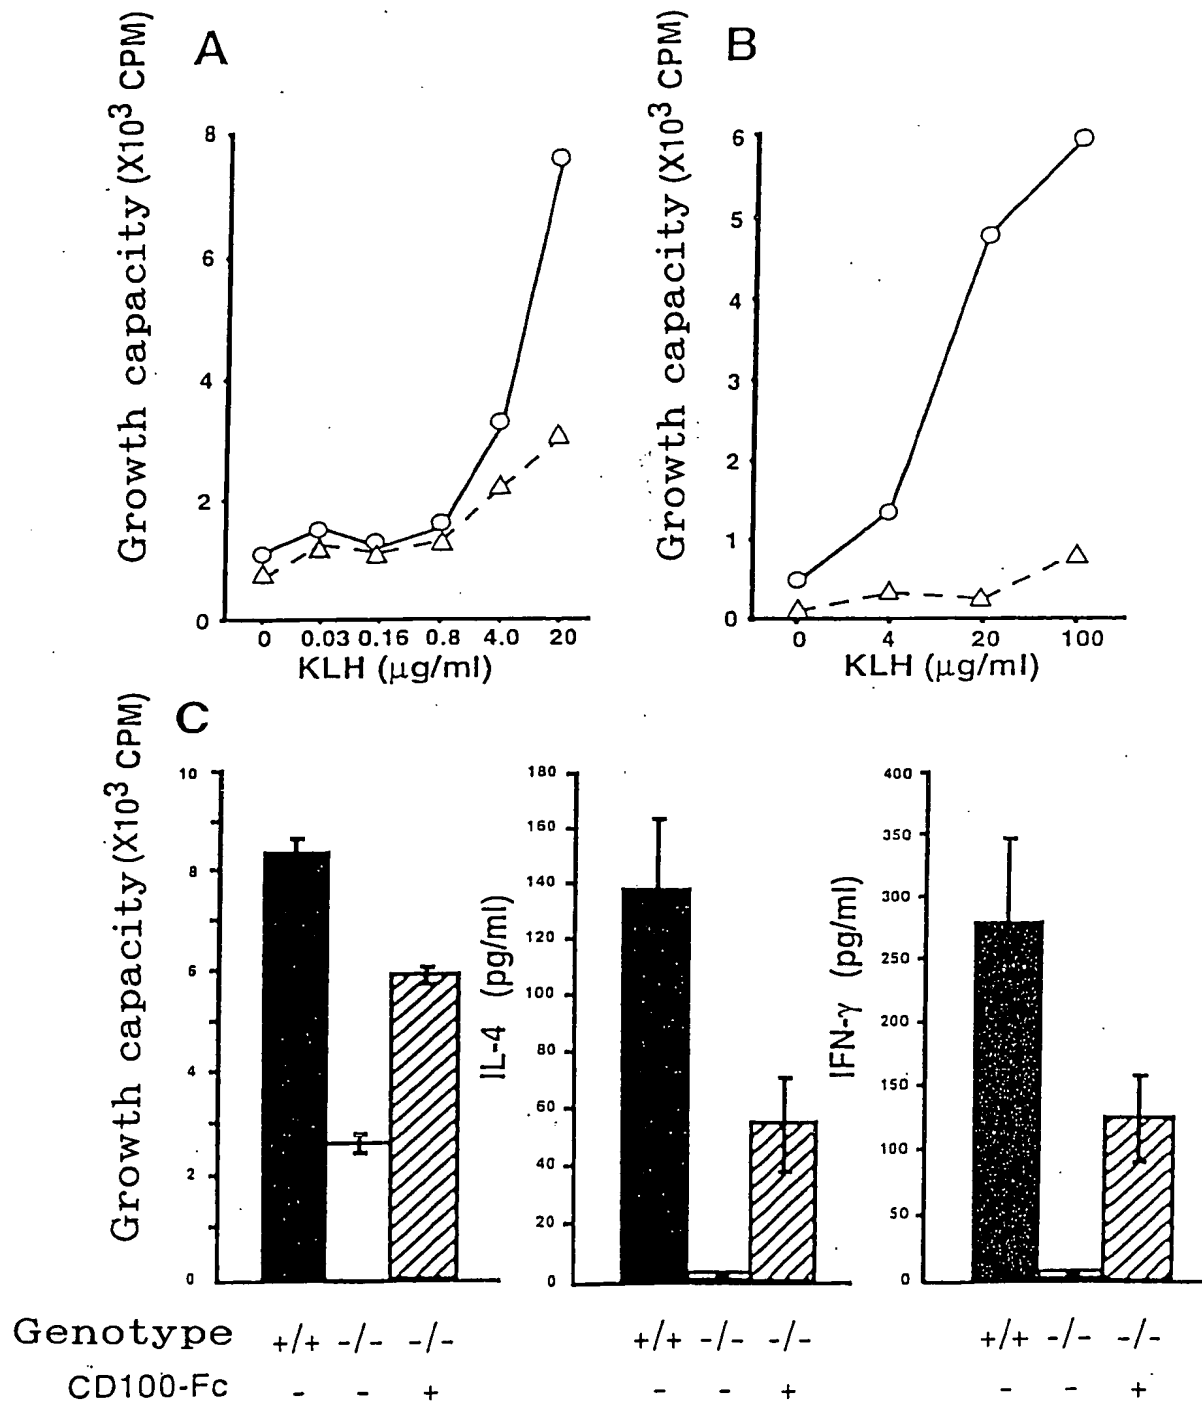 A
Growth capacity (X10³ CPM)
8
6
4
2
0
0 0.03 0.16 0.8 4.0 20
KLH (μg/ml)
B
Growth capacity (X10³ CPM)
6
5
4
3
2
1
0
0 4 20 100
KLH (μg/ml)
C
Growth capacity (X10³ CPM)
10
8
6
4
2
0
IL-4 (pg/ml)
180
160
140
120
100
80
60
40
20
0
IFN-γ (pg/ml)
400
350
300
250
200
150
100
50
0
Genotype +/+ -/- -/- +/+ -/- -/- +/+ -/- -/-
CD100-Fc - - + - - + - - +